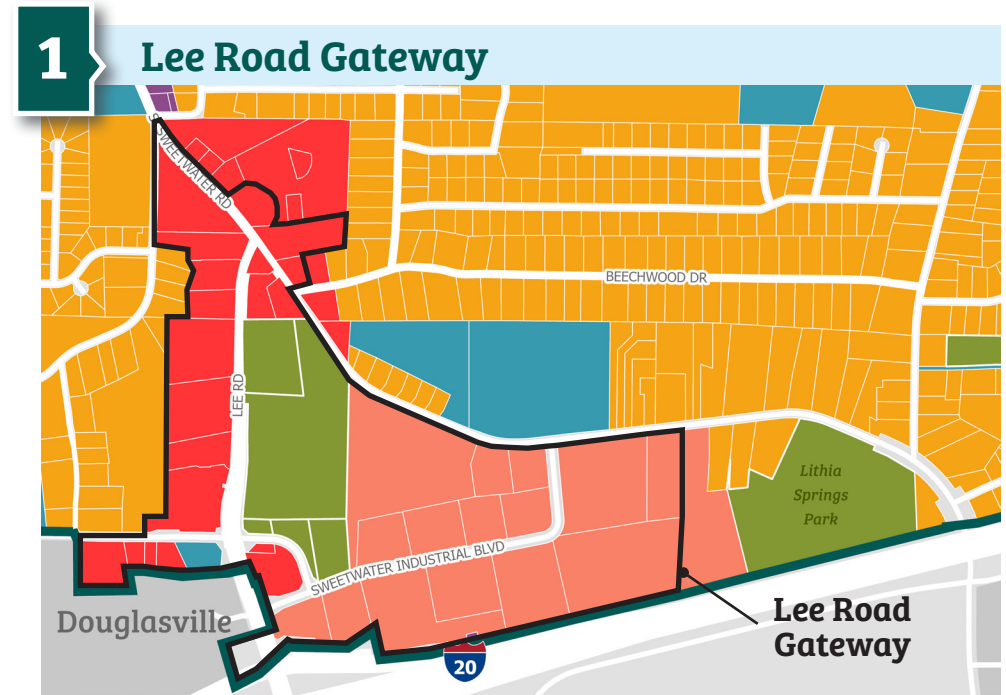 1
Lee Road Gateway
S SWEETWATER RD
BEECHWOOD DR
LEE RD
Lithia
Springs
Park
SWEETWATER INDUSTRIAL BLVD
Douglasville
Lee Road
Gateway
20